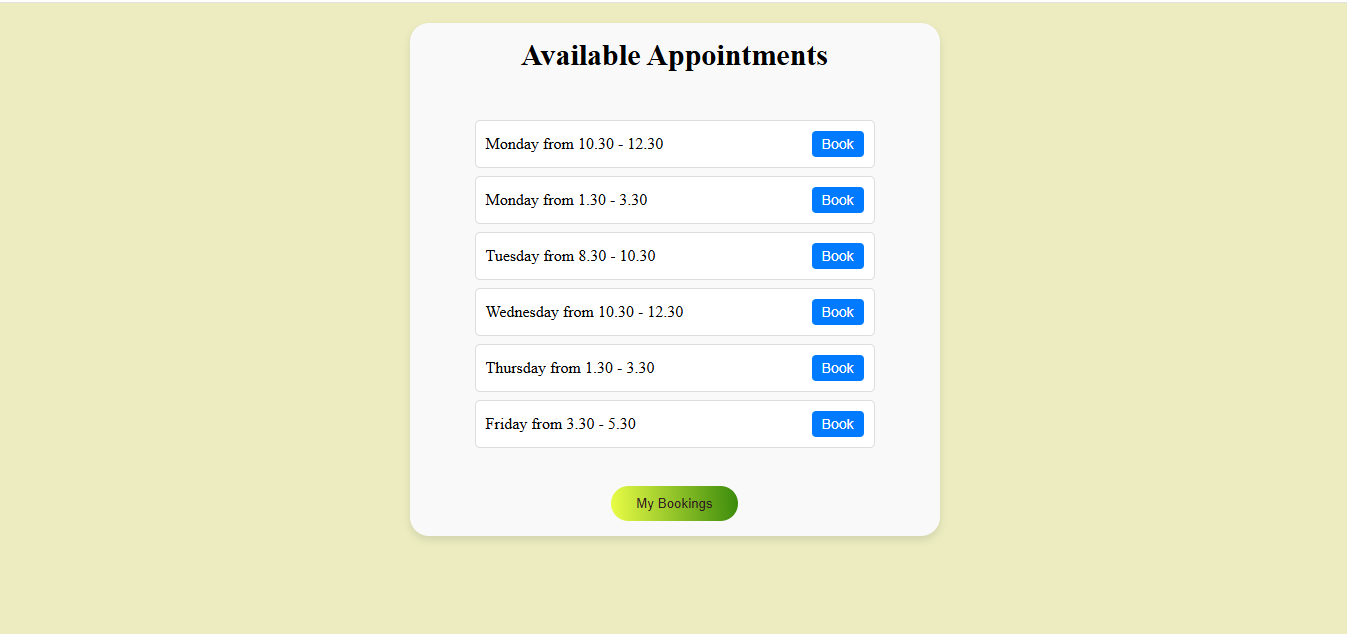 Available Appointments
Monday from 10.30 - 12.30 Book
Monday from 1.30 - 3.30 Book
Tuesday from 8.30 - 10.30 Book
Wednesday from 10.30 - 12.30 Book
Thursday from 1.30 - 3.30 Book
Friday from 3.30 - 5.30 Book
My Bookings